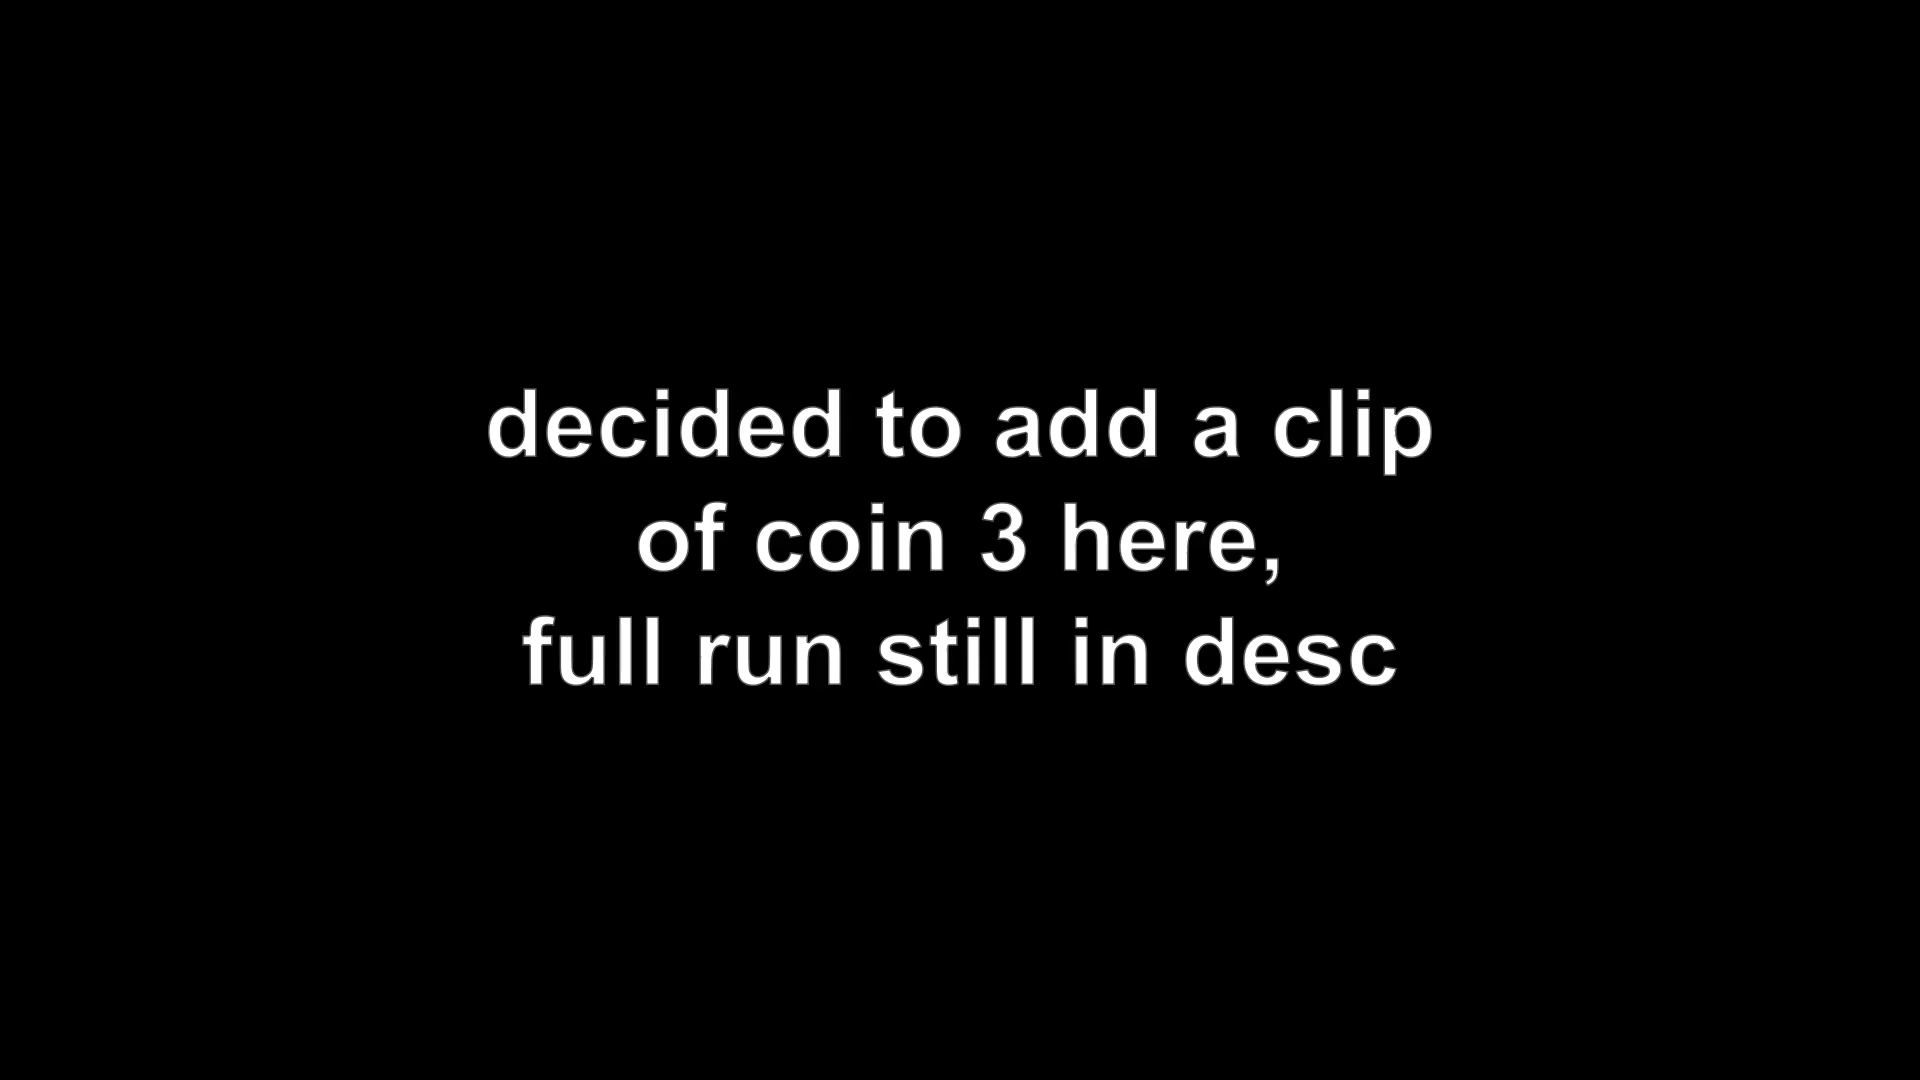 decided to add a clip
of coin 3 here,
full run still in desc